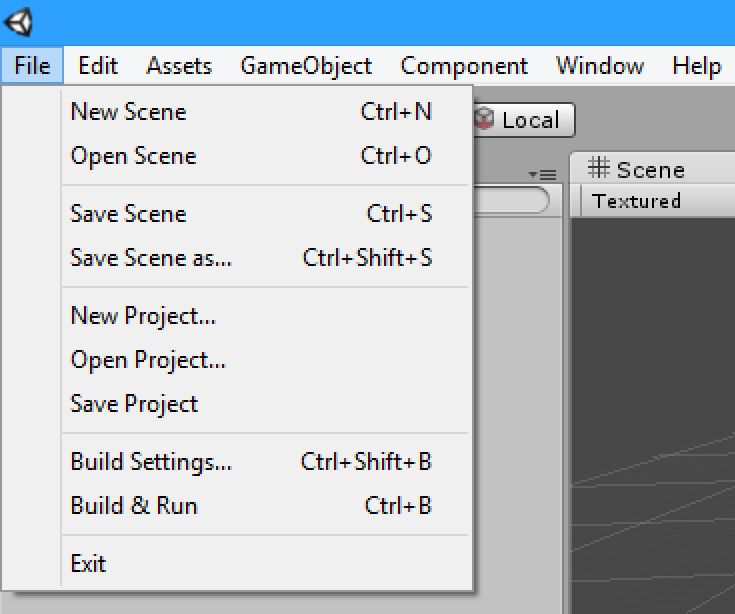 File Edit Assets GameObject Component Window Help
New Scene Ctrl+N
Open Scene Ctrl+O
Save Scene Ctrl+S
Save Scene as... Ctrl+Shift+S
New Project...
Open Project...
Save Project
Build Settings... Ctrl+Shift+B
Build & Run Ctrl+B
Exit
Local
Scene
Textured